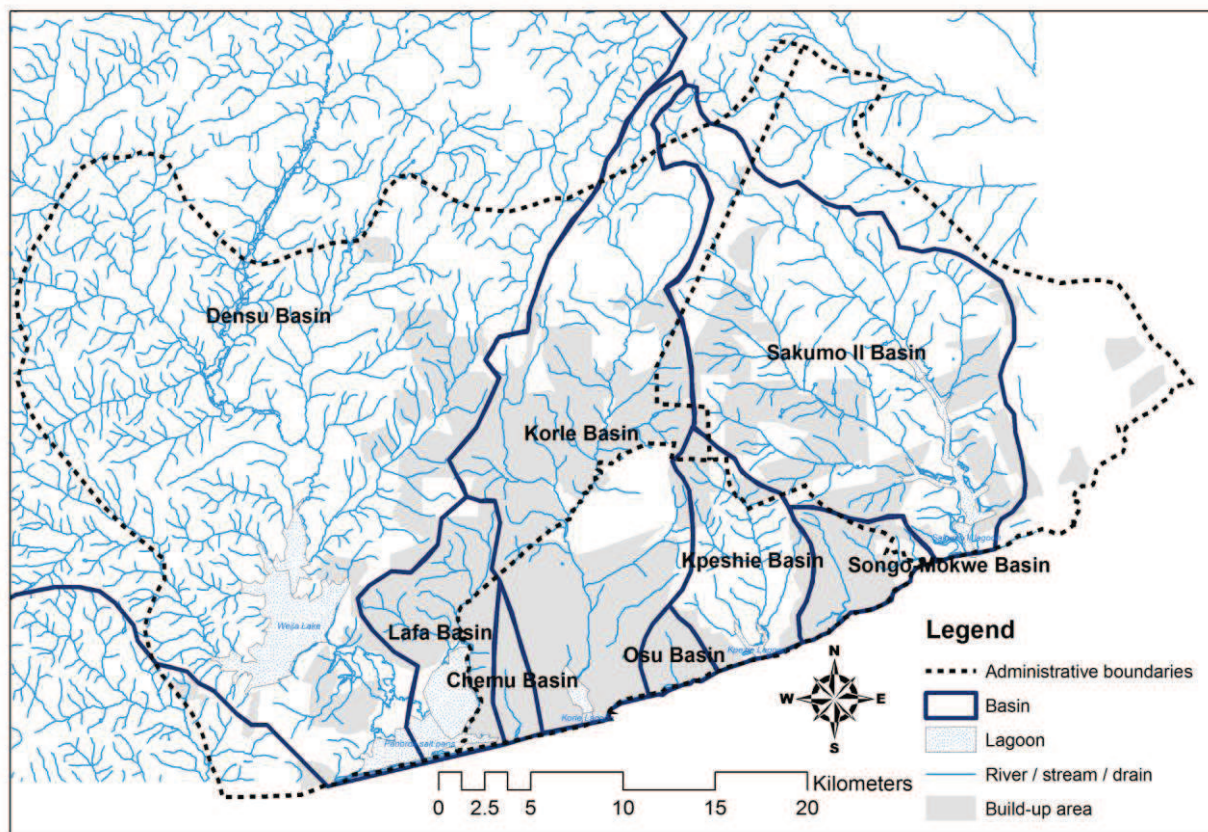 Densu Basin
Sakumo II Basin
Korle Basin
Kpeshie Basin
Songo Mokwe Basin
Weija Lake
Lafa Basin
Osu Basin
Chemu Basin
Korle Lagoon
salt pans
Legend
Administrative boundaries
Basin
Lagoon
River / stream / drain
Build-up area
N
W E
S
Kilometers
0 2.5 5 10 15 20